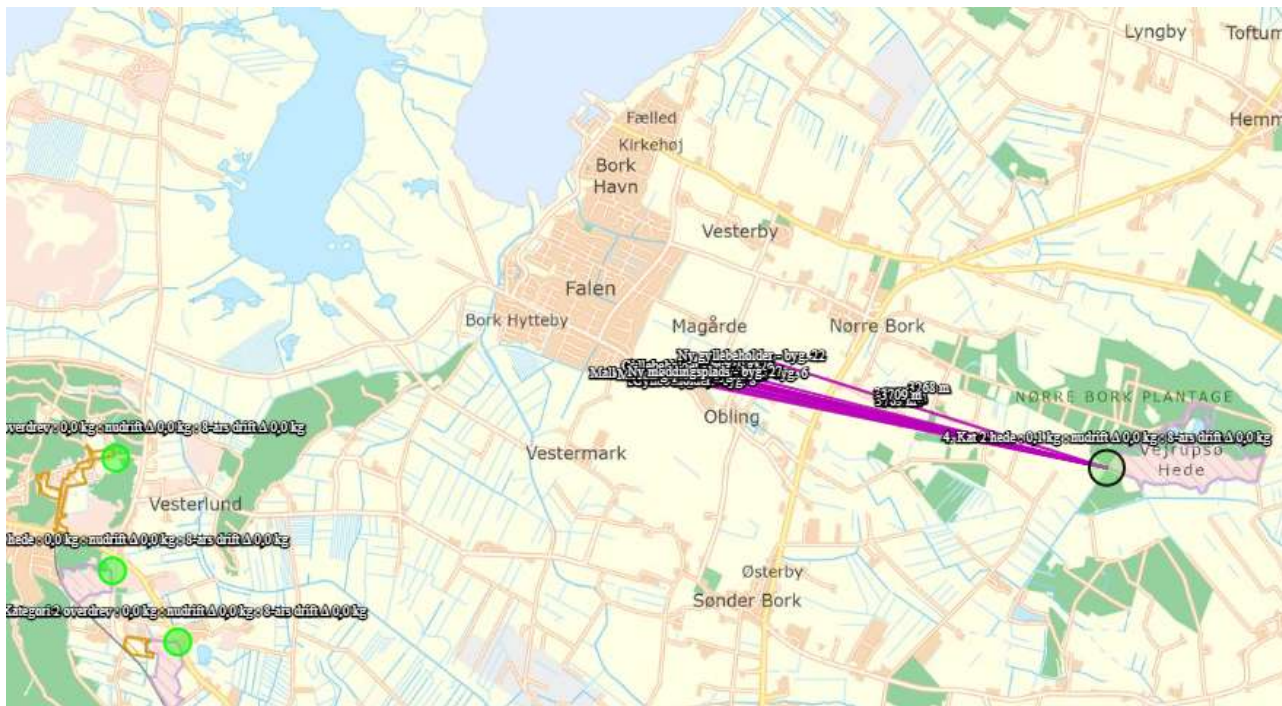 Lyngby
Toftum
Fælled
Hemm
Kirkehøj
Bork
Havn
Vesterby
Falen
Bork Hytteby
Magårde
Nørre Bork
Ny gyllebeholder - byg. 22
Ny møddingsplads - byg. 27
3268 m
3709 m
NØRRE BORK PLANTAGE
Obling
overdrev : 0,0 kg : nudrift Δ 0,0 kg : 8-års drift Δ 0,0 kg
4. Kat 2 hede : 0,1 kg : nudrift Δ 0,0 kg : 8-års drift Δ 0,0 kg
Vejrupsø
Hede
Vestermark
Vesterlund
hede : 0,0 kg : nudrift Δ 0,0 kg : 8-års drift Δ 0,0 kg
Østerby
Sønder Bork
Kategori 2 overdrev : 0,0 kg : nudrift Δ 0,0 kg : 8-års drift Δ 0,0 kg